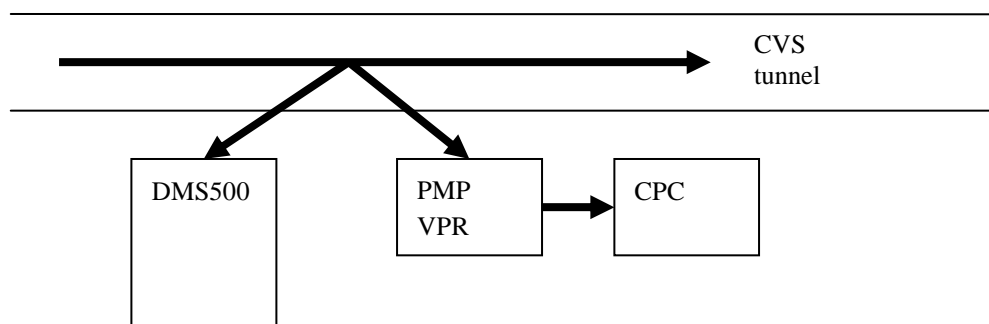 CVS
tunnel
DMS500
PMP
VPR
CPC